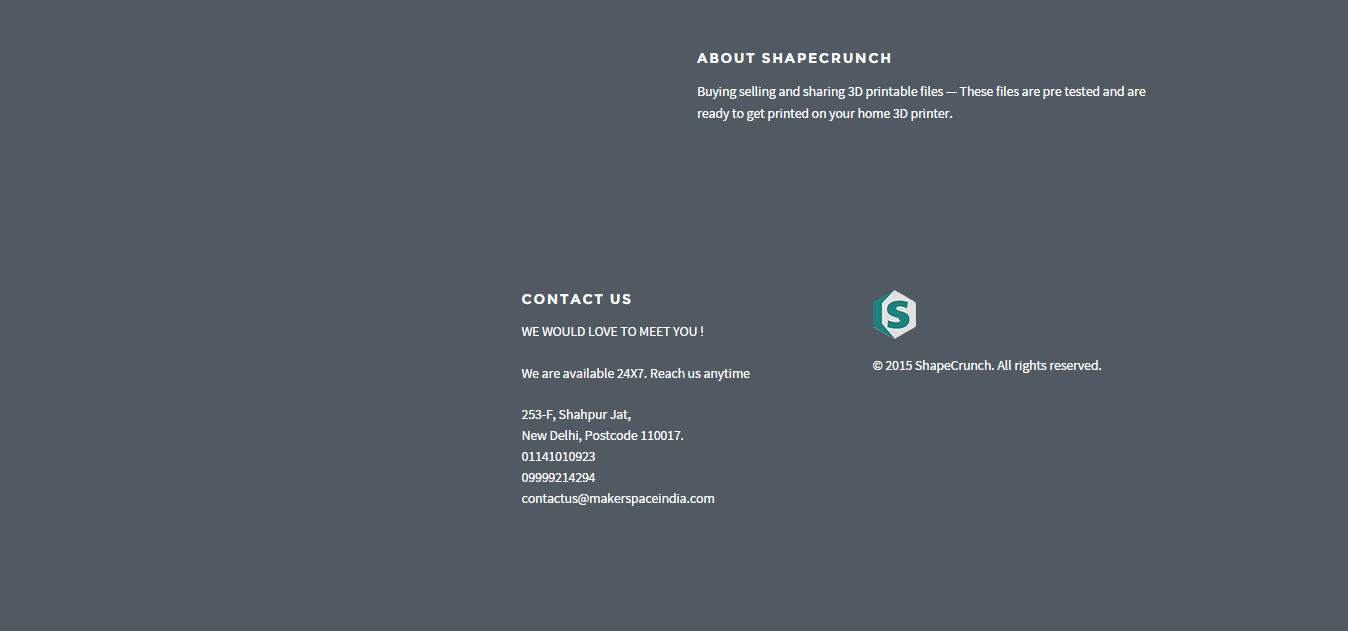 ABOUT SHAPECRUNCH
Buying selling and sharing 3D printable files — These files are pre tested and are
ready to get printed on your home 3D printer.
CONTACT US
WE WOULD LOVE TO MEET YOU !
We are available 24X7. Reach us anytime
253-F, Shahpur Jat,
New Delhi, Postcode 110017.
01141010923
09999214294
contactus@makerspaceindia.com
S
© 2015 ShapeCrunch. All rights reserved.